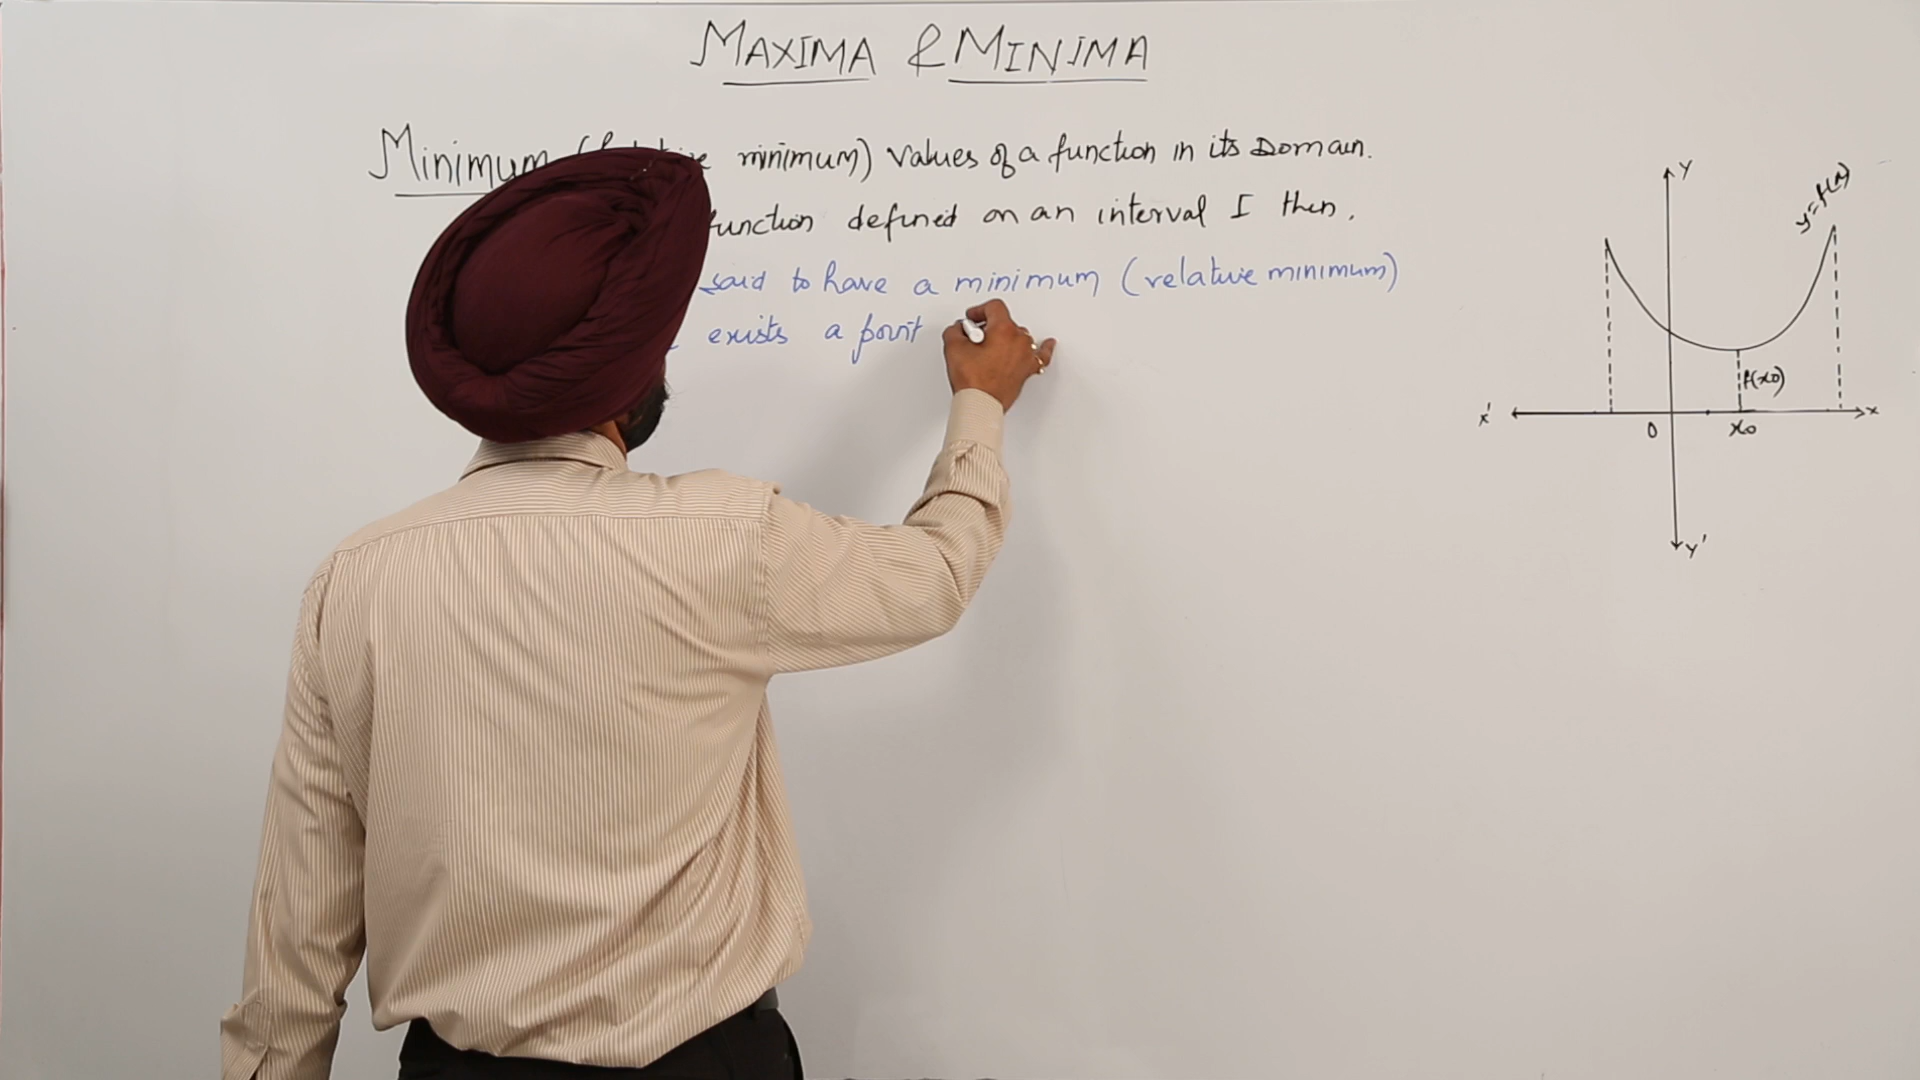 MAXIMA & MINIMA
Minimum minimum) values of a function in its Domain.
function defined on an interval I then,
said to have a minimum (relative minimum)
exists a point
Y
y=f(x)
f(x0)
x'
x
0
x0
Y'